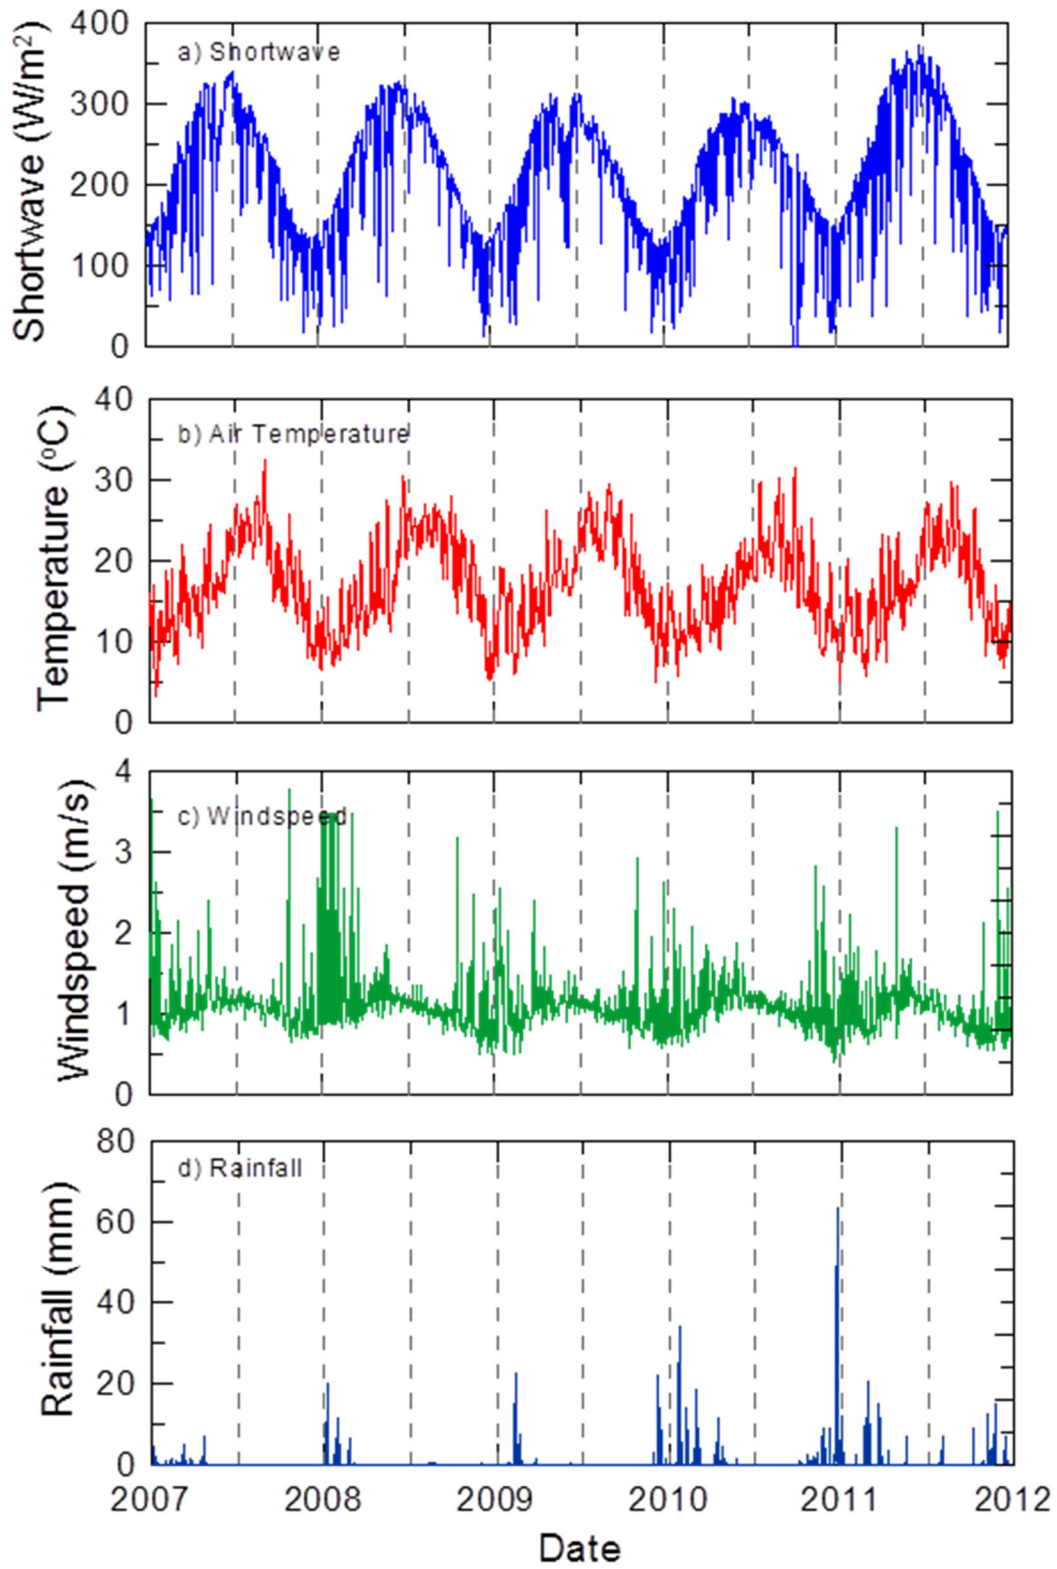 400
a) Shortwave
300
200
100
0
Shortwave (W/m²)
40
b) Air Temperature
30
20
10
0
Temperature (⁰C)
4
c) Windspeed
3
2
1
0
Windspeed (m/s)
80
d) Rainfall
60
40
20
0
Rainfall (mm)
2007 2008 2009 2010 2011 2012
Date